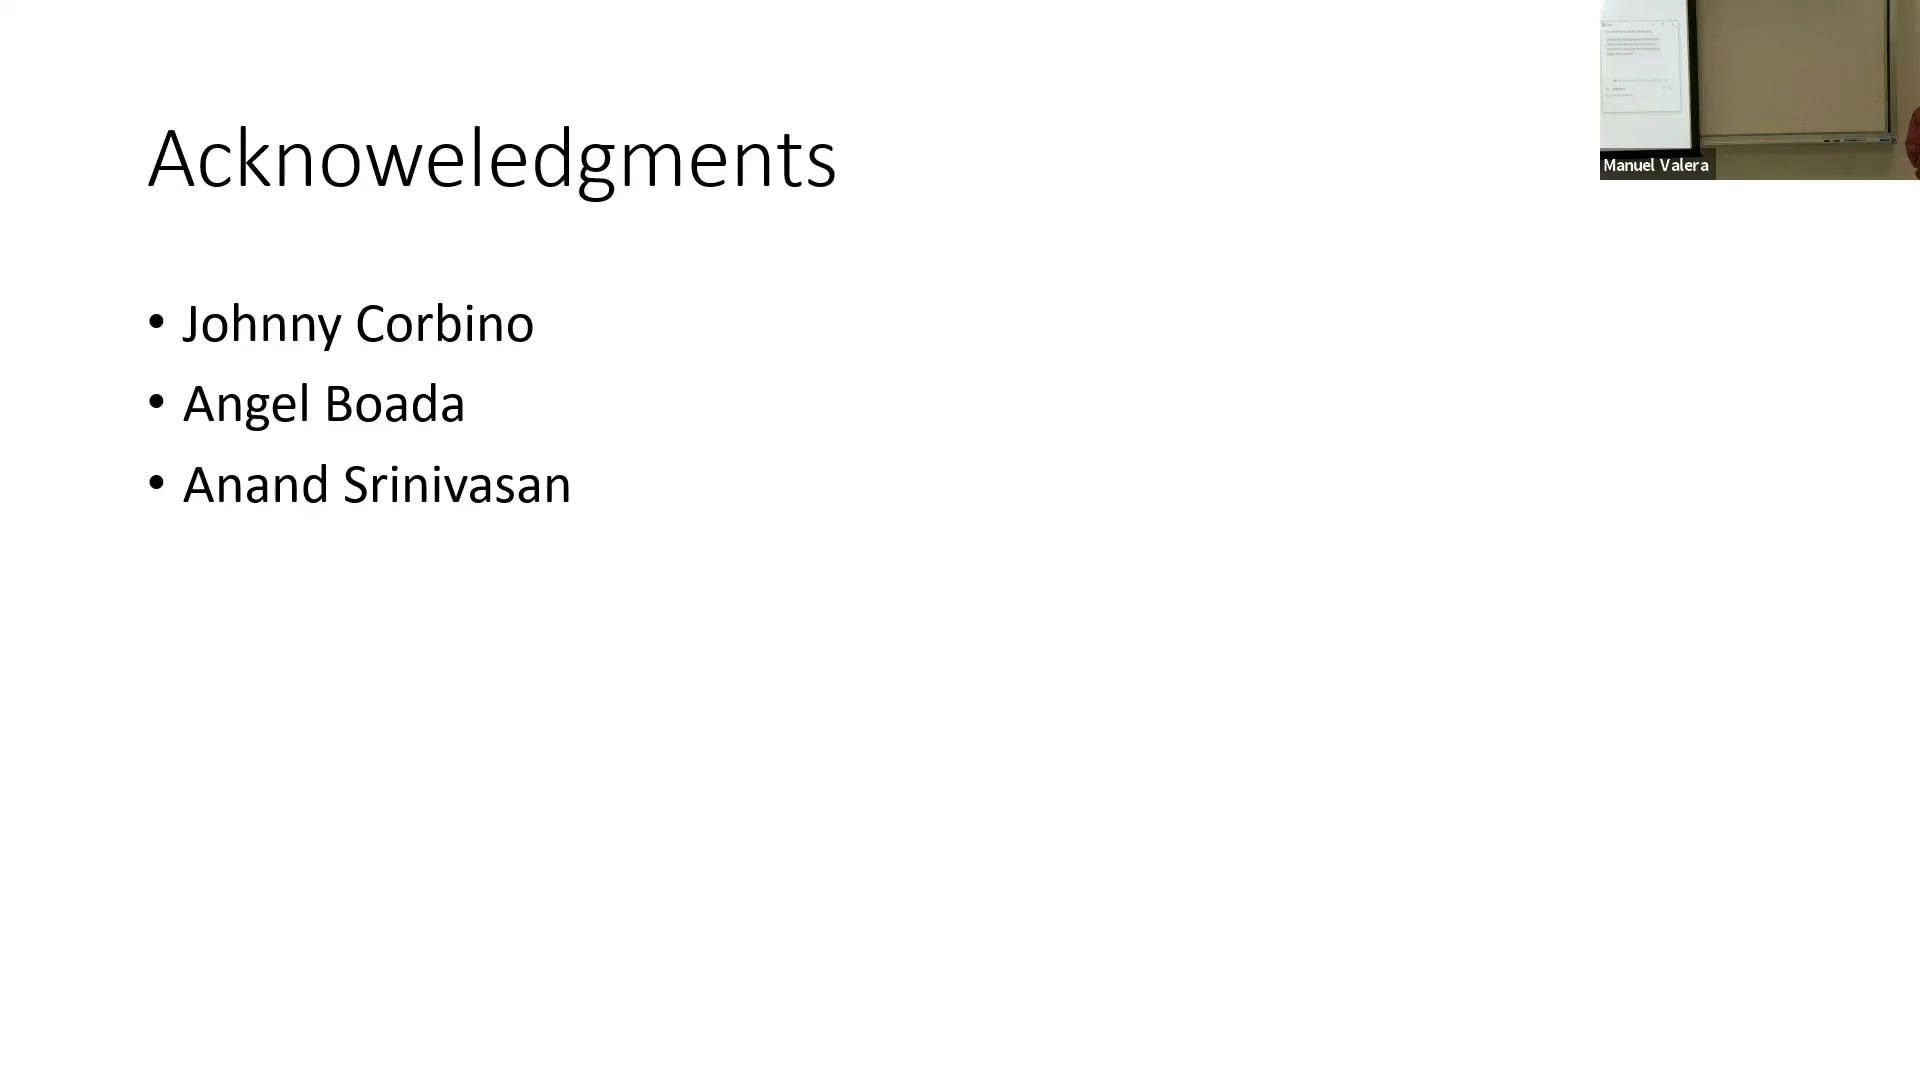 Acknoweledgments
• Johnny Corbino
• Angel Boada
• Anand Srinivasan
Manuel Valera